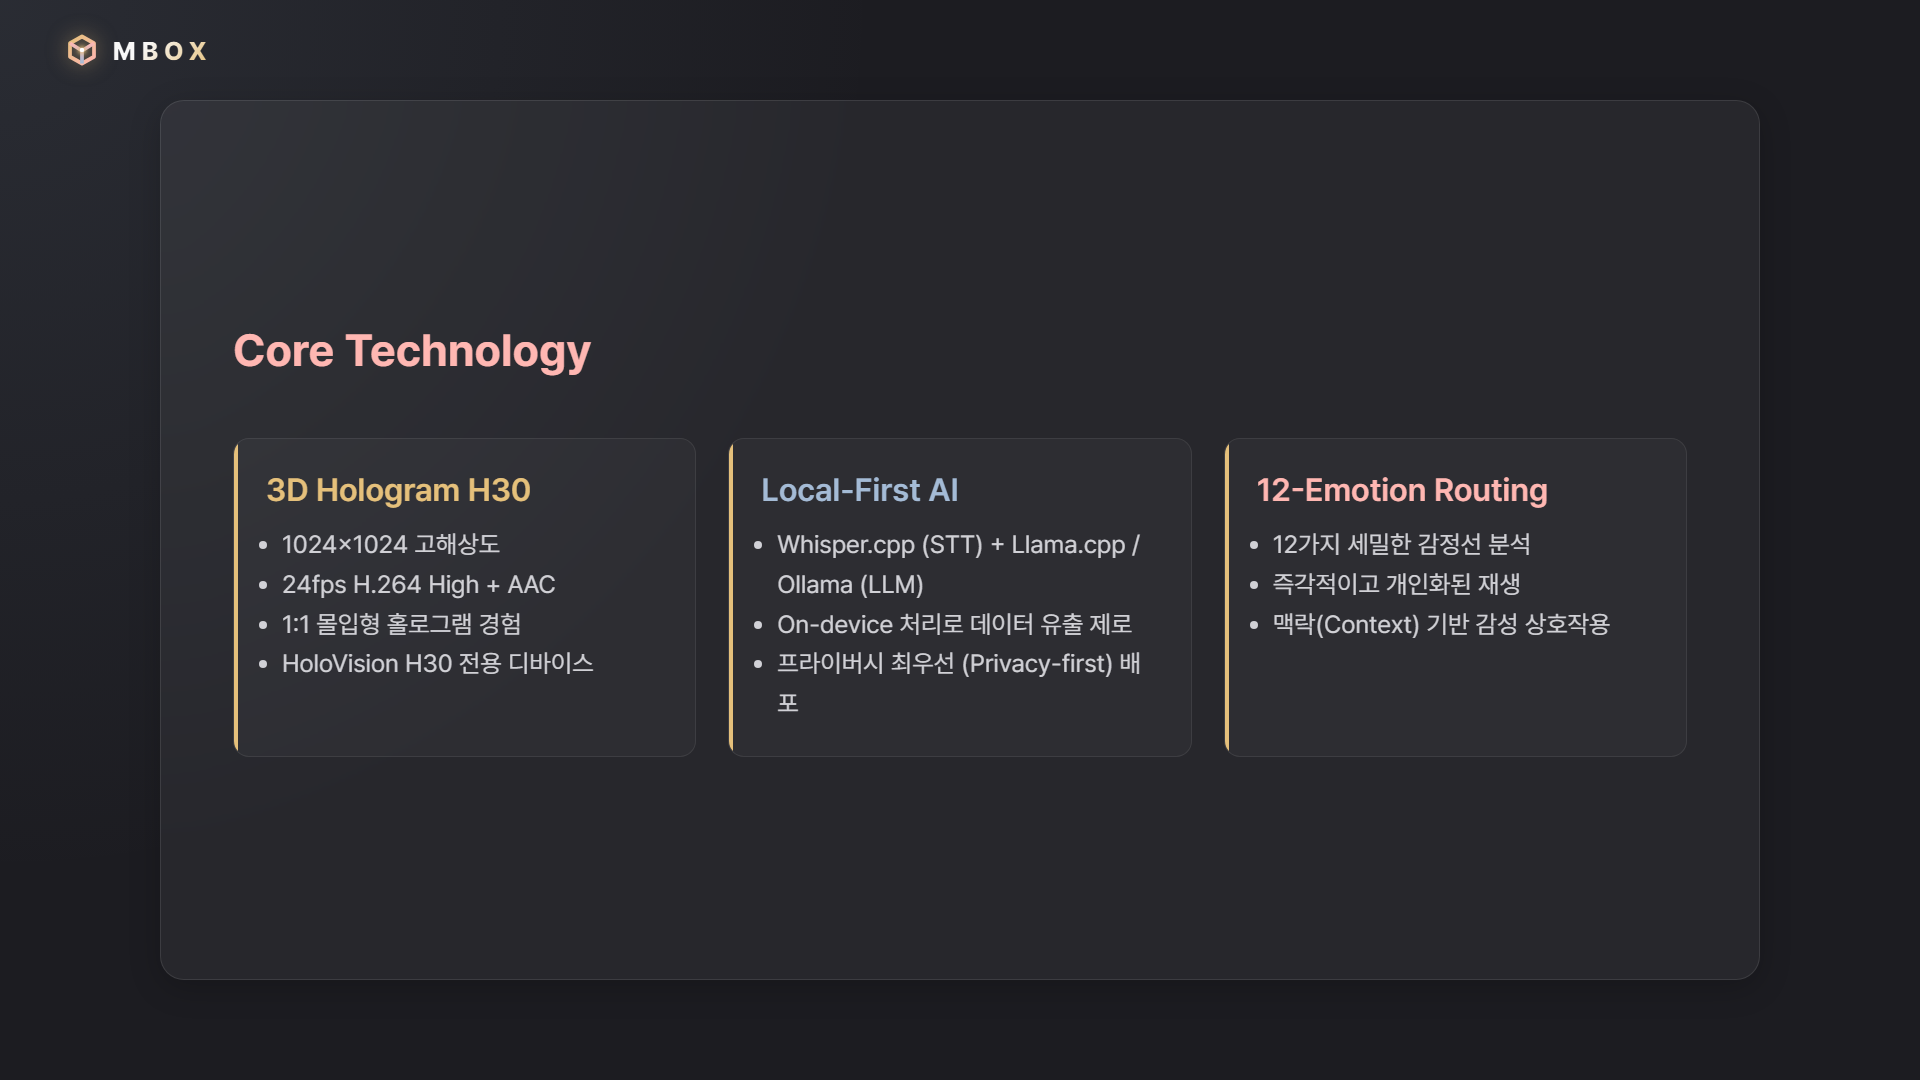 MBOX
Core Technology
3D Hologram H30
• 1024×1024 고해상도
• 24fps H.264 High + AAC
• 1:1 몰입형 홀로그램 경험
• HoloVision H30 전용 디바이스
Local-First AI
• Whisper.cpp (STT) + Llama.cpp /
Ollama (LLM)
• On-device 처리로 데이터 유출 제로
• 프라이버시 최우선 (Privacy-first) 배
포
12-Emotion Routing
• 12가지 세밀한 감정선 분석
• 즉각적이고 개인화된 재생
• 맥락(Context) 기반 감성 상호작용